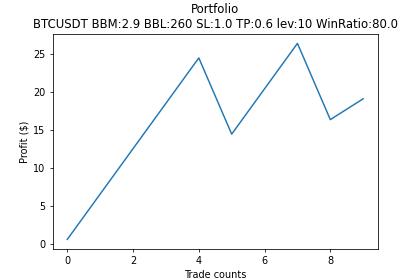 Portfolio
BTCUSDT BBM:2.9 BBL:260 SL:1.0 TP:0.6 lev:10 WinRatio:80.0
25
20
15
10
5
0
Profit ($)
0 2 4 6 8
Trade counts